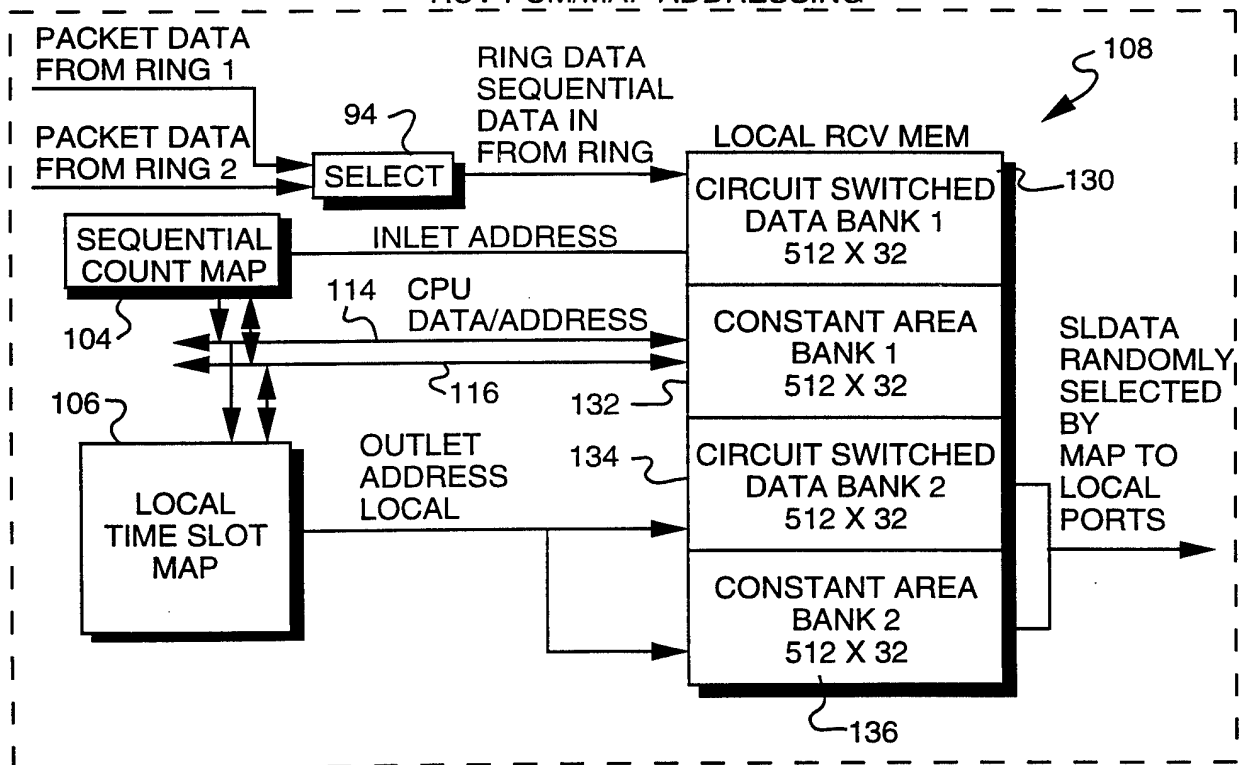 PACKET DATA
FROM RING 1
PACKET DATA
FROM RING 2
94
SELECT
RING DATA
SEQUENTIAL
DATA IN
FROM RING
108
LOCAL RCV MEM
CIRCUIT SWITCHED
DATA BANK 1
512 X 32
130
SEQUENTIAL
COUNT MAP
INLET ADDRESS
104
114
CPU
DATA/ADDRESS
116
CONSTANT AREA
BANK 1
512 X 32
132
106
LOCAL
TIME SLOT
MAP
OUTLET
ADDRESS
LOCAL
134
CIRCUIT SWITCHED
DATA BANK 2
512 X 32
CONSTANT AREA
BANK 2
512 X 32
136
SLDATA
RANDOMLY
SELECTED
BY
MAP TO
LOCAL
PORTS